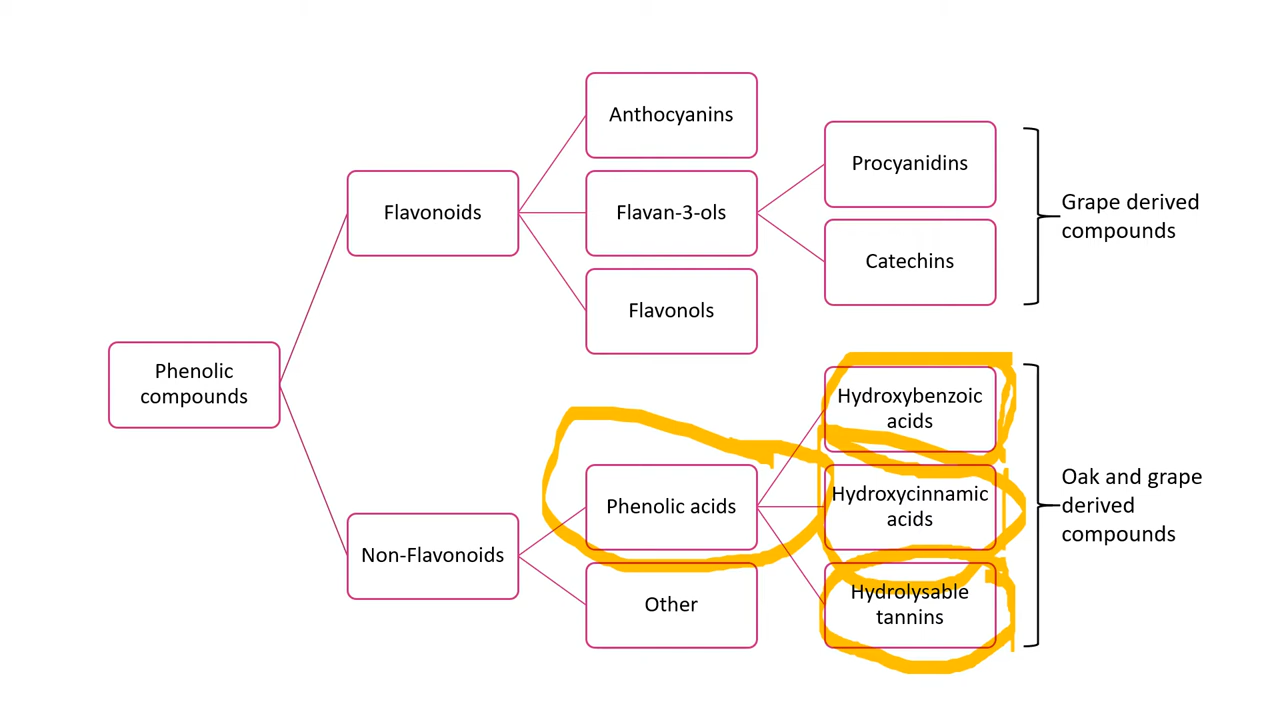 Anthocyanins
Procyanidins
Flavonoids
Flavan-3-ols
Grape derived
compounds
Catechins
Flavonols
Phenolic
compounds
Hydroxybenzoic
acids
Phenolic acids
Hydroxycinnamic
acids
Oak and grape
derived
compounds
Non-Flavonoids
Other
Hydrolysable
tannins